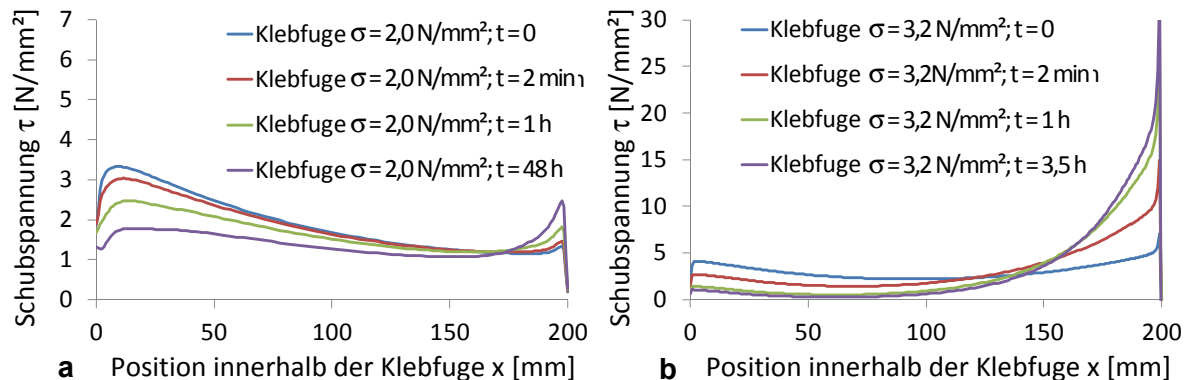 Schubspannung τ [N/mm²]
7
6
5
4
3
2
1
0
Klebfuge σ = 2,0 N/mm²; t = 0
Klebfuge σ = 2,0 N/mm²; t = 2 min
Klebfuge σ = 2,0 N/mm²; t = 1 h
Klebfuge σ = 2,0 N/mm²; t = 48 h
0 50 100 150 200
a Position innerhalb der Klebfuge x [mm]
Schubspannung τ [N/mm²]
30
25
20
15
10
5
0
Klebfuge σ = 3,2 N/mm²; t = 0
Klebfuge σ = 3,2 N/mm²; t = 2 min
Klebfuge σ = 3,2 N/mm²; t = 1 h
Klebfuge σ = 3,2 N/mm²; t = 3,5 h
0 50 100 150 200
b Position innerhalb der Klebfuge x [mm]